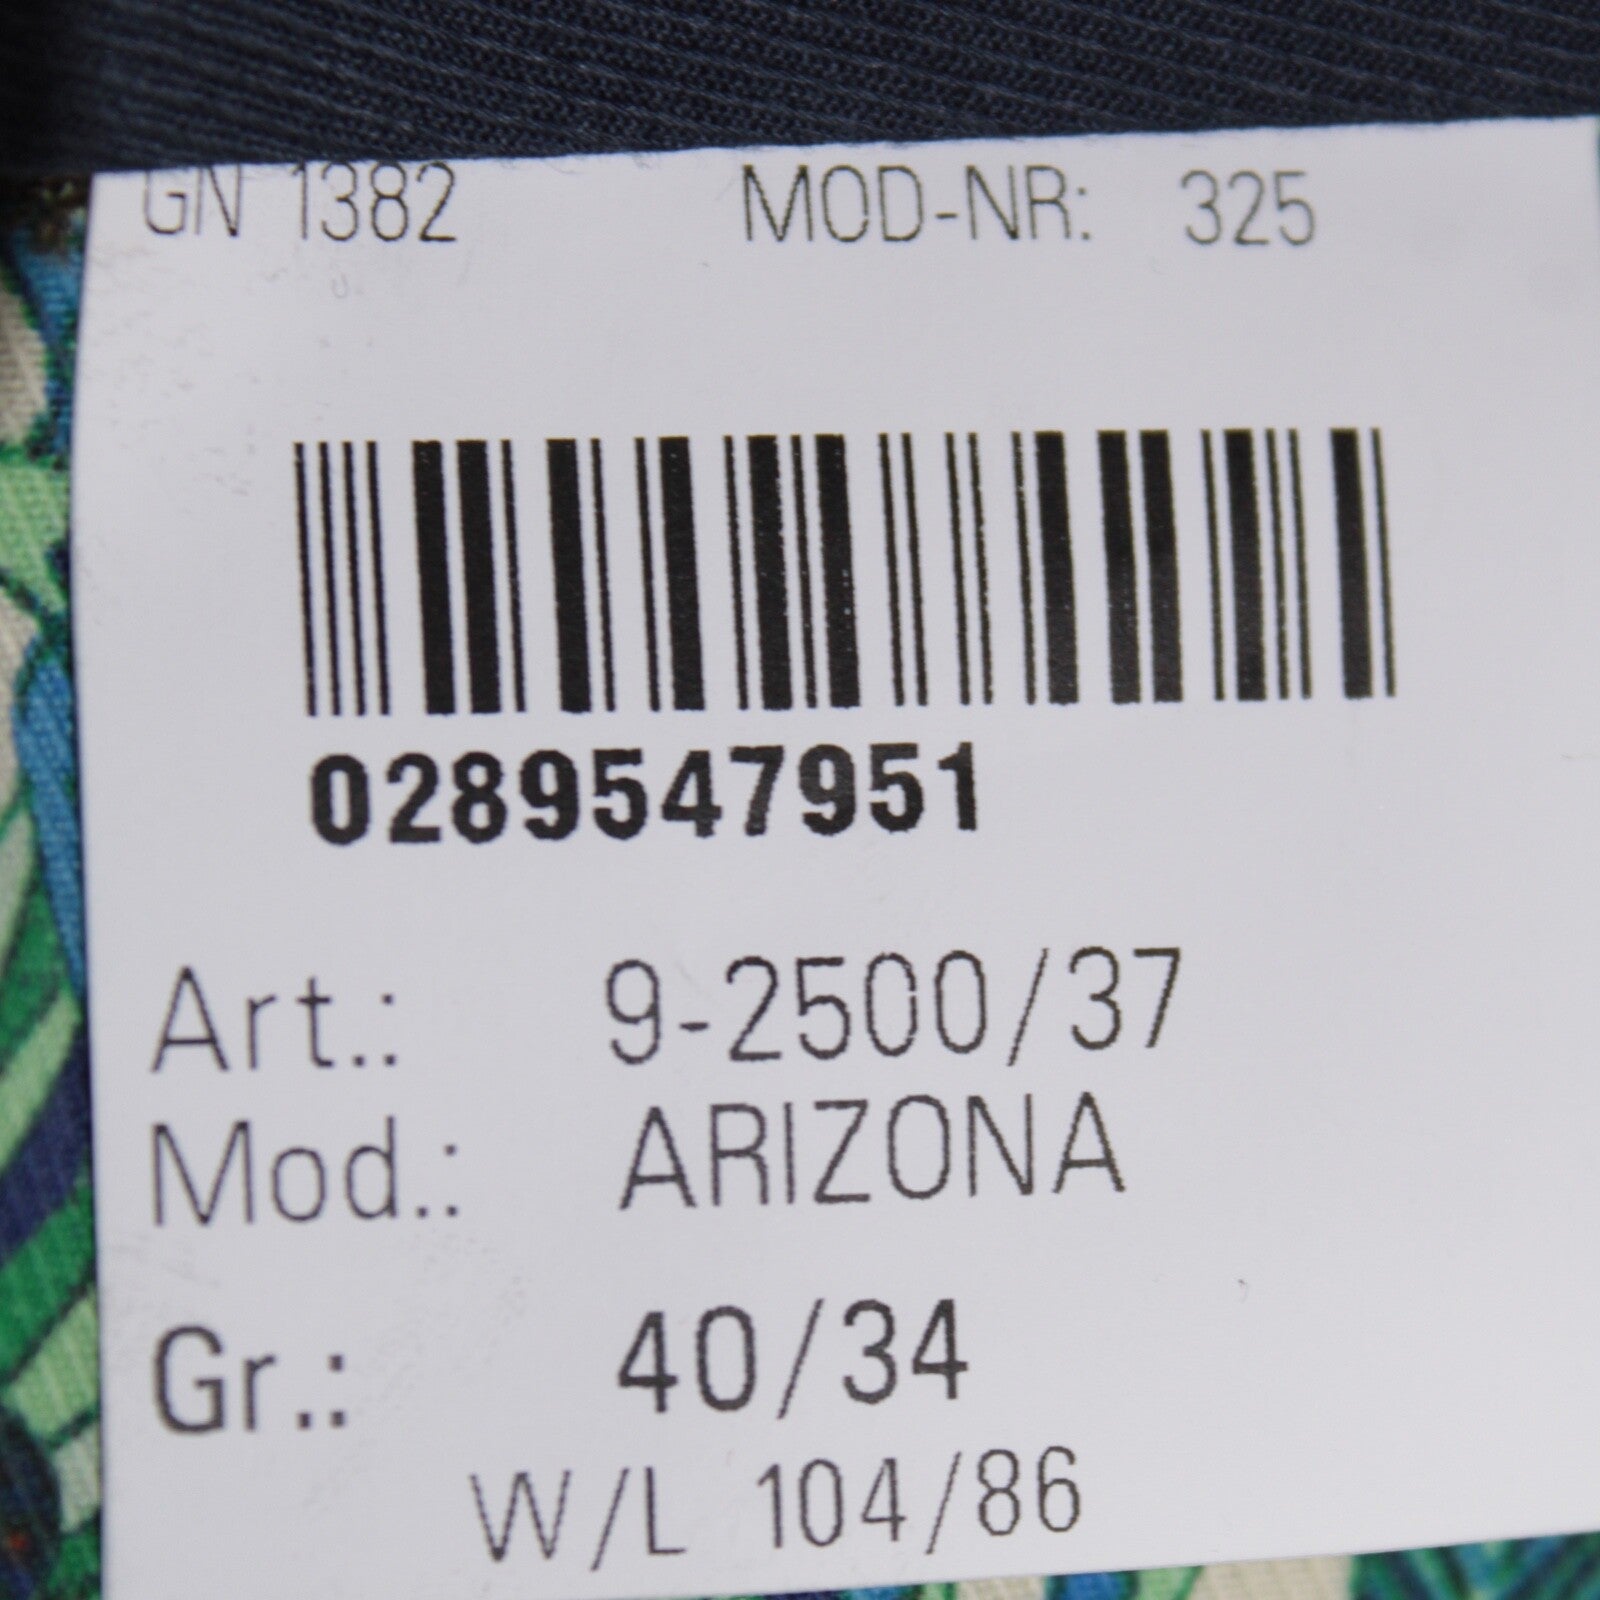 GN 1382 MOD-NR: 325
0289547951
Art.: 9-2500/37
Mod.: ARIZONA
Gr.: 40/34
W/L 104/86